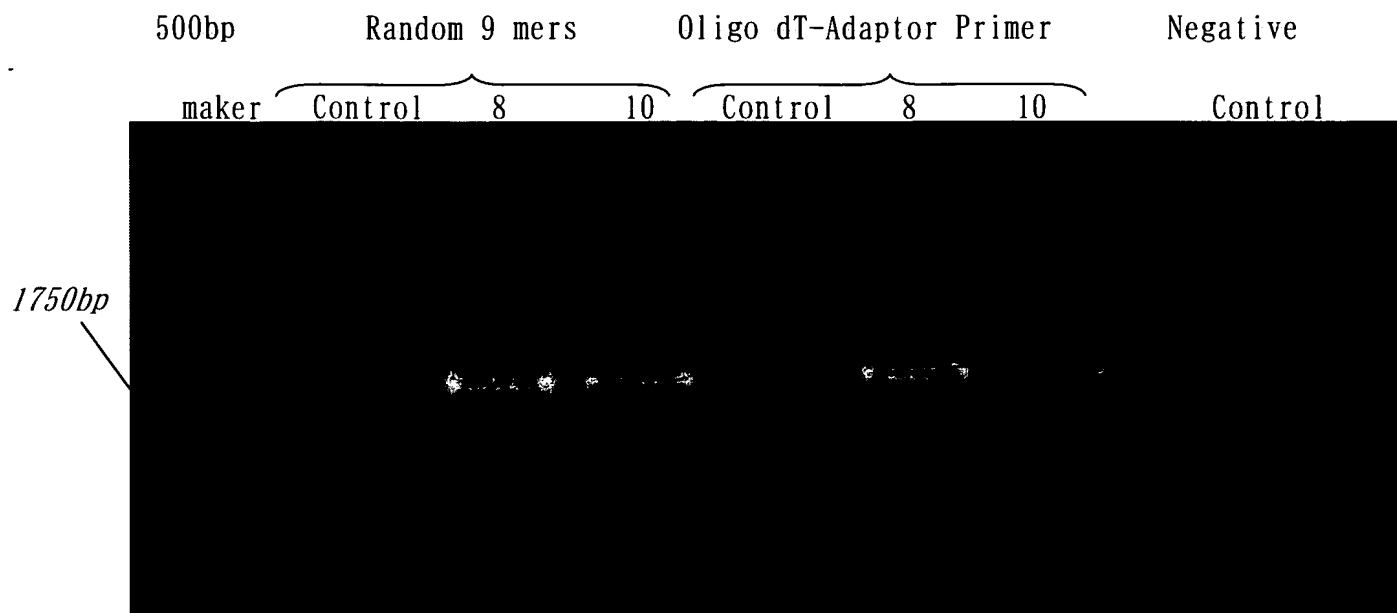 500bp Random 9 mers Oligo dT-Adaptor Primer Negative
maker Control 8 10 Control 8 10 Control
1750bp